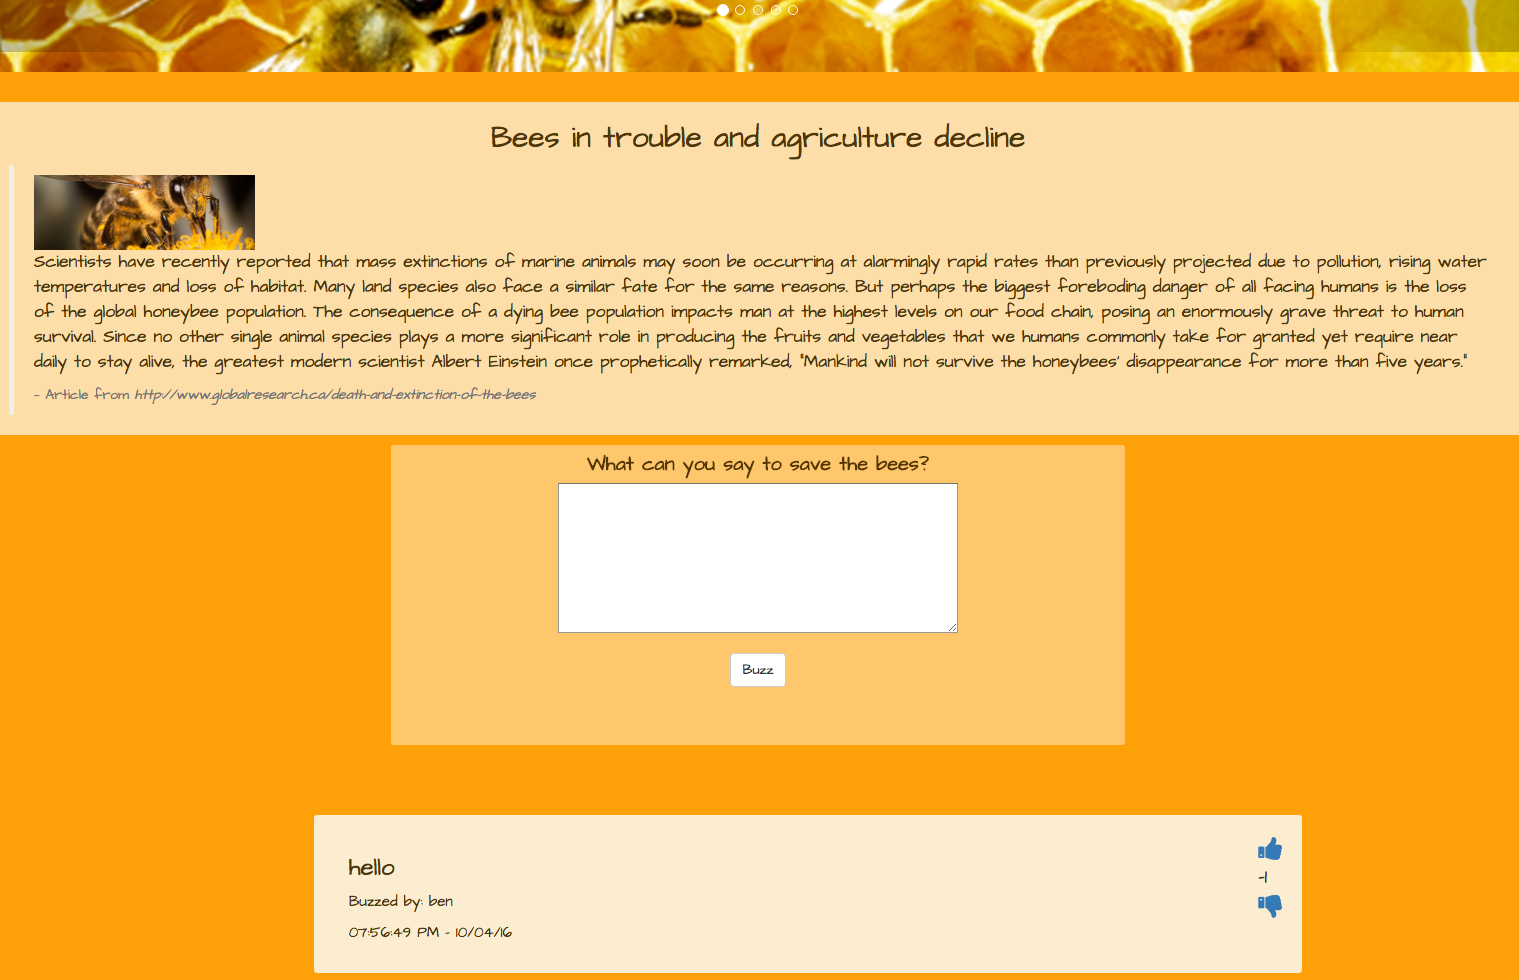 Bees in trouble and agriculture decline
Scientists have recently reported that mass extinctions of marine animals may soon be occurring at alarmingly rapid rates than previously projected due to pollution, rising water
temperatures and loss of habitat. Many land species also face a similar fate for the same reasons. But perhaps the biggest foreboding danger of all facing humans is the loss
of the global honeybee population. The consequence of a dying bee population impacts man at the highest levels on our food chain, posing an enormously grave threat to human
survival. Since no other single animal species plays a more significant role in producing the fruits and vegetables that we humans commonly take for granted yet require near
daily to stay alive, the greatest modern scientist Albert Einstein once prophetically remarked, "Mankind will not survive the honeybees' disappearance for more than five years."
- Article from http://www.globalresearch.ca/death-and-extinction-of-the-bees
What can you say to save the bees?
Buzz
hello
-1
Buzzed by: ben
07:56:49 PM - 10/04/16